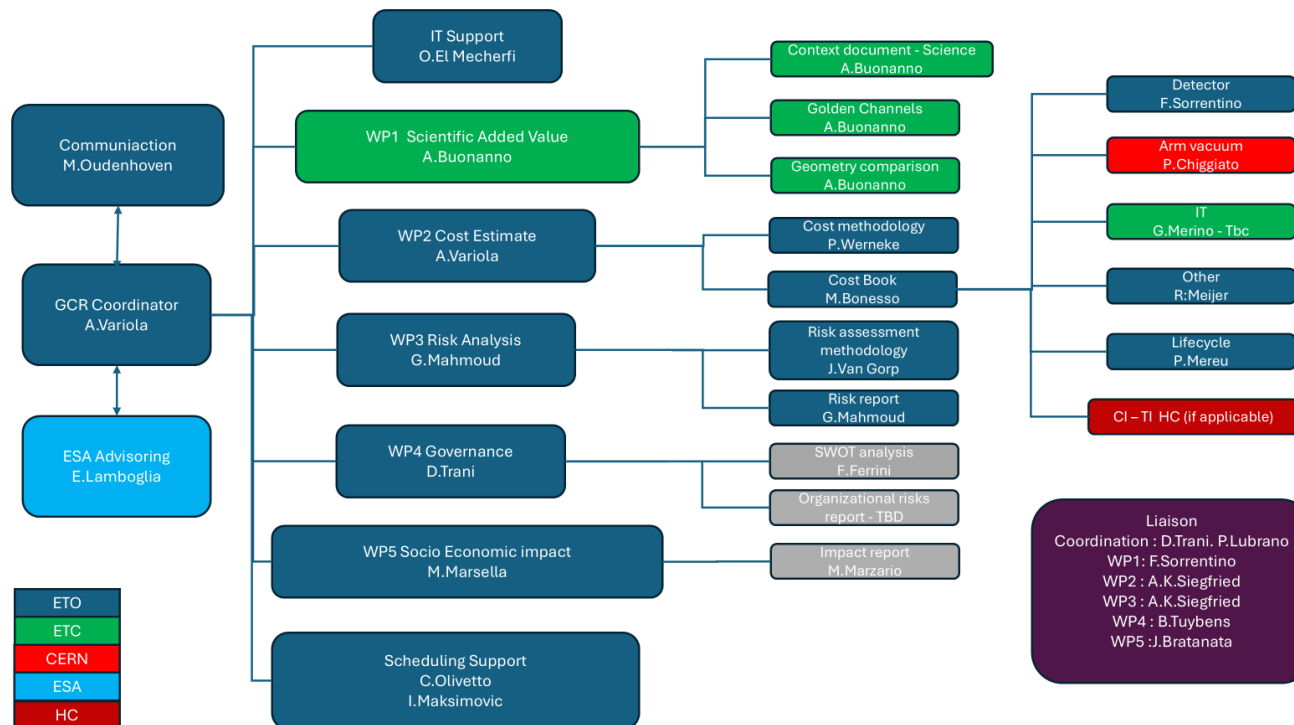 IT Support
O.El Mecherfi
Communiaction
M.Oudenhoven
GCR Coordinator
A.Variola
ESA Advisoring
E.Lamboglia
WP1 Scientific Added Value
A.Buonanno
WP2 Cost Estimate
A.Variola
WP3 Risk Analysis
G.Mahmoud
WP4 Governance
D.Trani
WP5 Socio Economic impact
M.Marsella
Scheduling Support
C.Olivetto
I.Maksimovic
Context document - Science
A.Buonanno
Golden Channels
A.Buonanno
Geometry comparison
A.Buonanno
Cost methodology
P.Werneke
Cost Book
M.Bonesso
Risk assessment
methodology
J.Van Gorp
Risk report
G.Mahmoud
SWOT analysis
F.Ferrini
Organizational risks
report - TBD
Impact report
M.Marzario
Detector
F.Sorrentino
Arm vacuum
P.Chiggiato
IT
G.Merino - Tbc
Other
R:Meijer
Lifecycle
P.Mereu
CI – TI HC (if applicable)
Liaison
Coordination : D.Trani. P.Lubrano
WP1: F.Sorrentino
WP2 : A.K.Siegfried
WP3 : A.K.Siegfried
WP4 : B.Tuybens
WP5 :J.Bratanata
ETO
ETC
CERN
ESA
HC